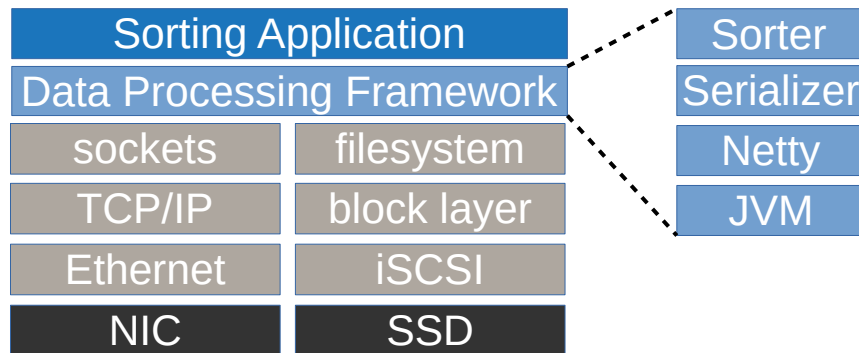 Sorting Application
Data Processing Framework
sockets
filesystem
TCP/IP
block layer
Ethernet
iSCSI
NIC
SSD
Sorter
Serializer
Netty
JVM